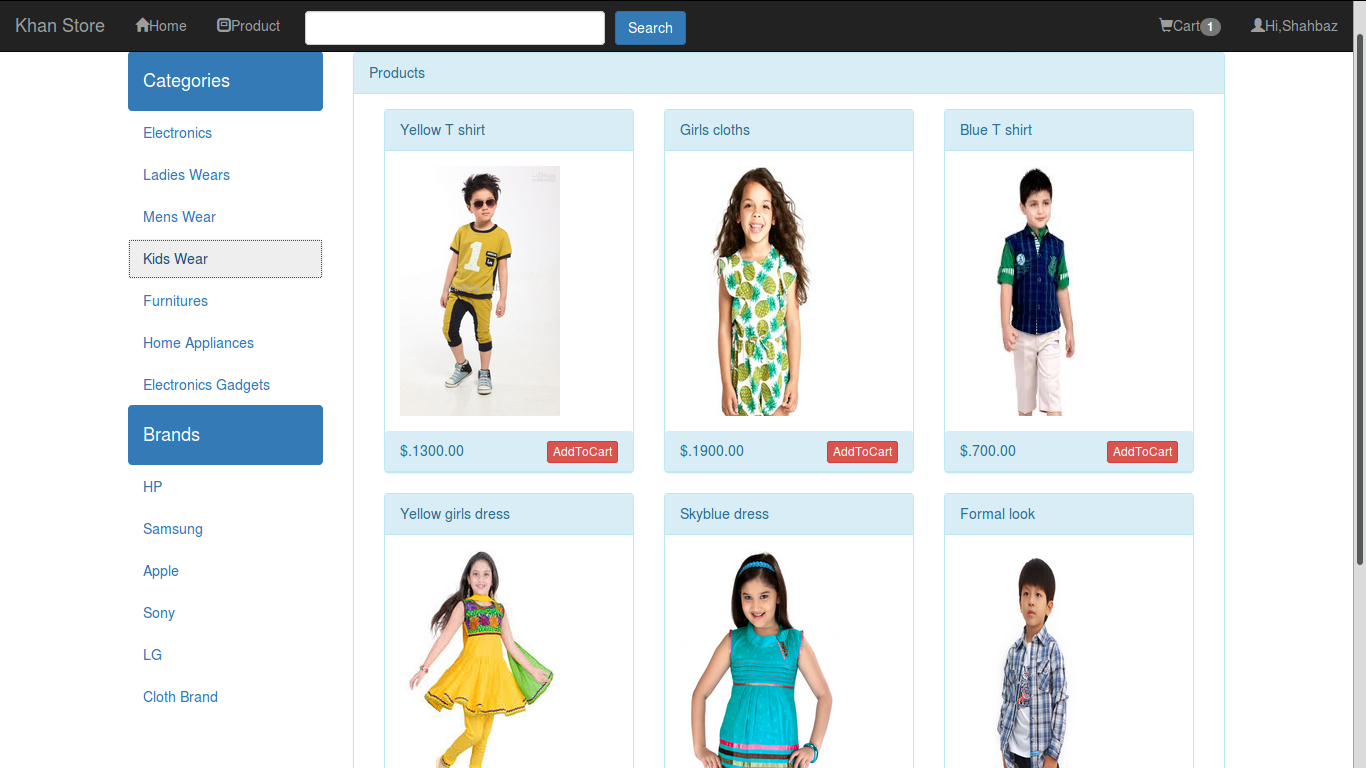 Khan Store Home Product Search Cart 1 Hi,Shahbaz
Categories
Electronics
Ladies Wears
Mens Wear
Kids Wear
Furnitures
Home Appliances
Electronics Gadgets
Brands
HP
Samsung
Apple
Sony
LG
Cloth Brand
Products
Yellow T shirt
1
$.1300.00 AddToCart
Girls cloths
$.1900.00 AddToCart
Blue T shirt
$.700.00 AddToCart
Yellow girls dress
Skyblue dress
Formal look